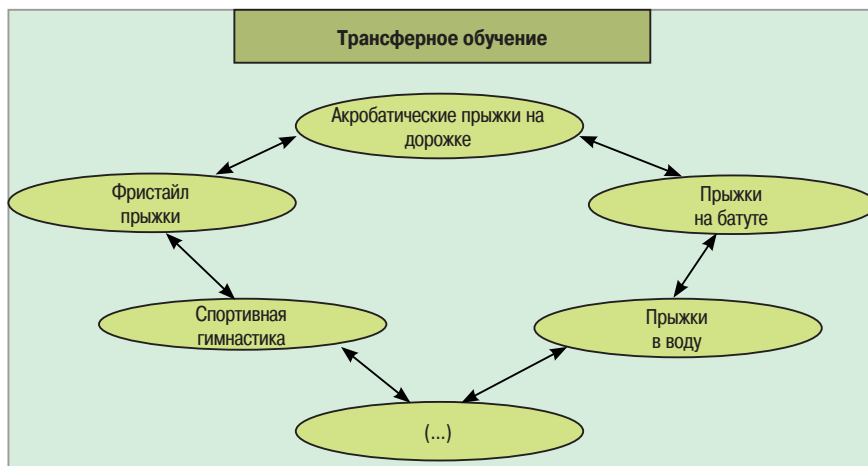 Трансферное обучение
Акробатические прыжки на
дорожке
Фристайл
прыжки
Прыжки
на батуте
Спортивная
гимнастика
Прыжки
в воду
(...)